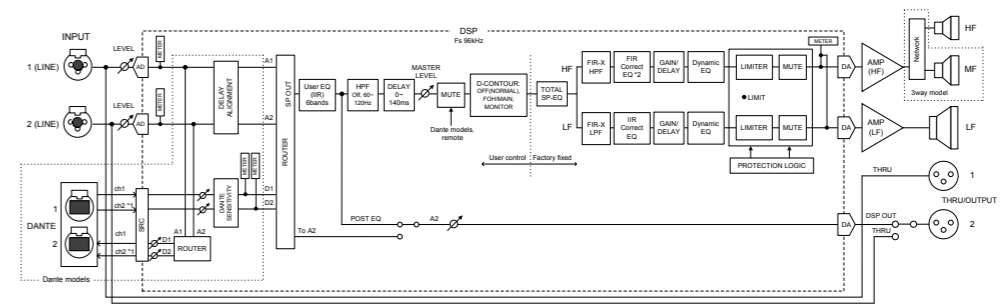 DSP
Fs 96kHz
INPUT
LEVEL
METER
1 (LINE)
AD
LEVEL
METER
2 (LINE)
AD
DELAY
ALIGNMENT
A1
A2
SP OUT
ROUTER
User EQ
(IIR)
6bands
HPF
Off, 60~
120Hz
DELAY
0~
140ms
MASTER
LEVEL
MUTE
Dante models,
remote
D-CONTOUR:
OFF(NORMAL),
FOH/MAIN,
MONITOR
User control
Factory fixed
TOTAL
SP-EQ
HF
FIR-X
HPF
FIR
Correct
EQ *2
GAIN/
DELAY
Dynamic
EQ
LIMITER
MUTE
METER
DA
AMP
(HF)
Network
HF
MF
3way model
LIMIT
LF
FIR-X
LPF
IIR
Correct
EQ
GAIN/
DELAY
Dynamic
EQ
LIMITER
MUTE
DA
AMP
(LF)
LF
PROTECTION LOGIC
DANTE
1
ch1
ch2 *1
2
ch1
ch2 *1
SRC
D1
D2
A1
A2
ROUTER
DANTE
SENSITIVITY
METER
METER
D1
D2
To A2
POST EQ
A2
DA
THRU
1
THRU/OUTPUT
DSP OUT
THRU
2
Dante models